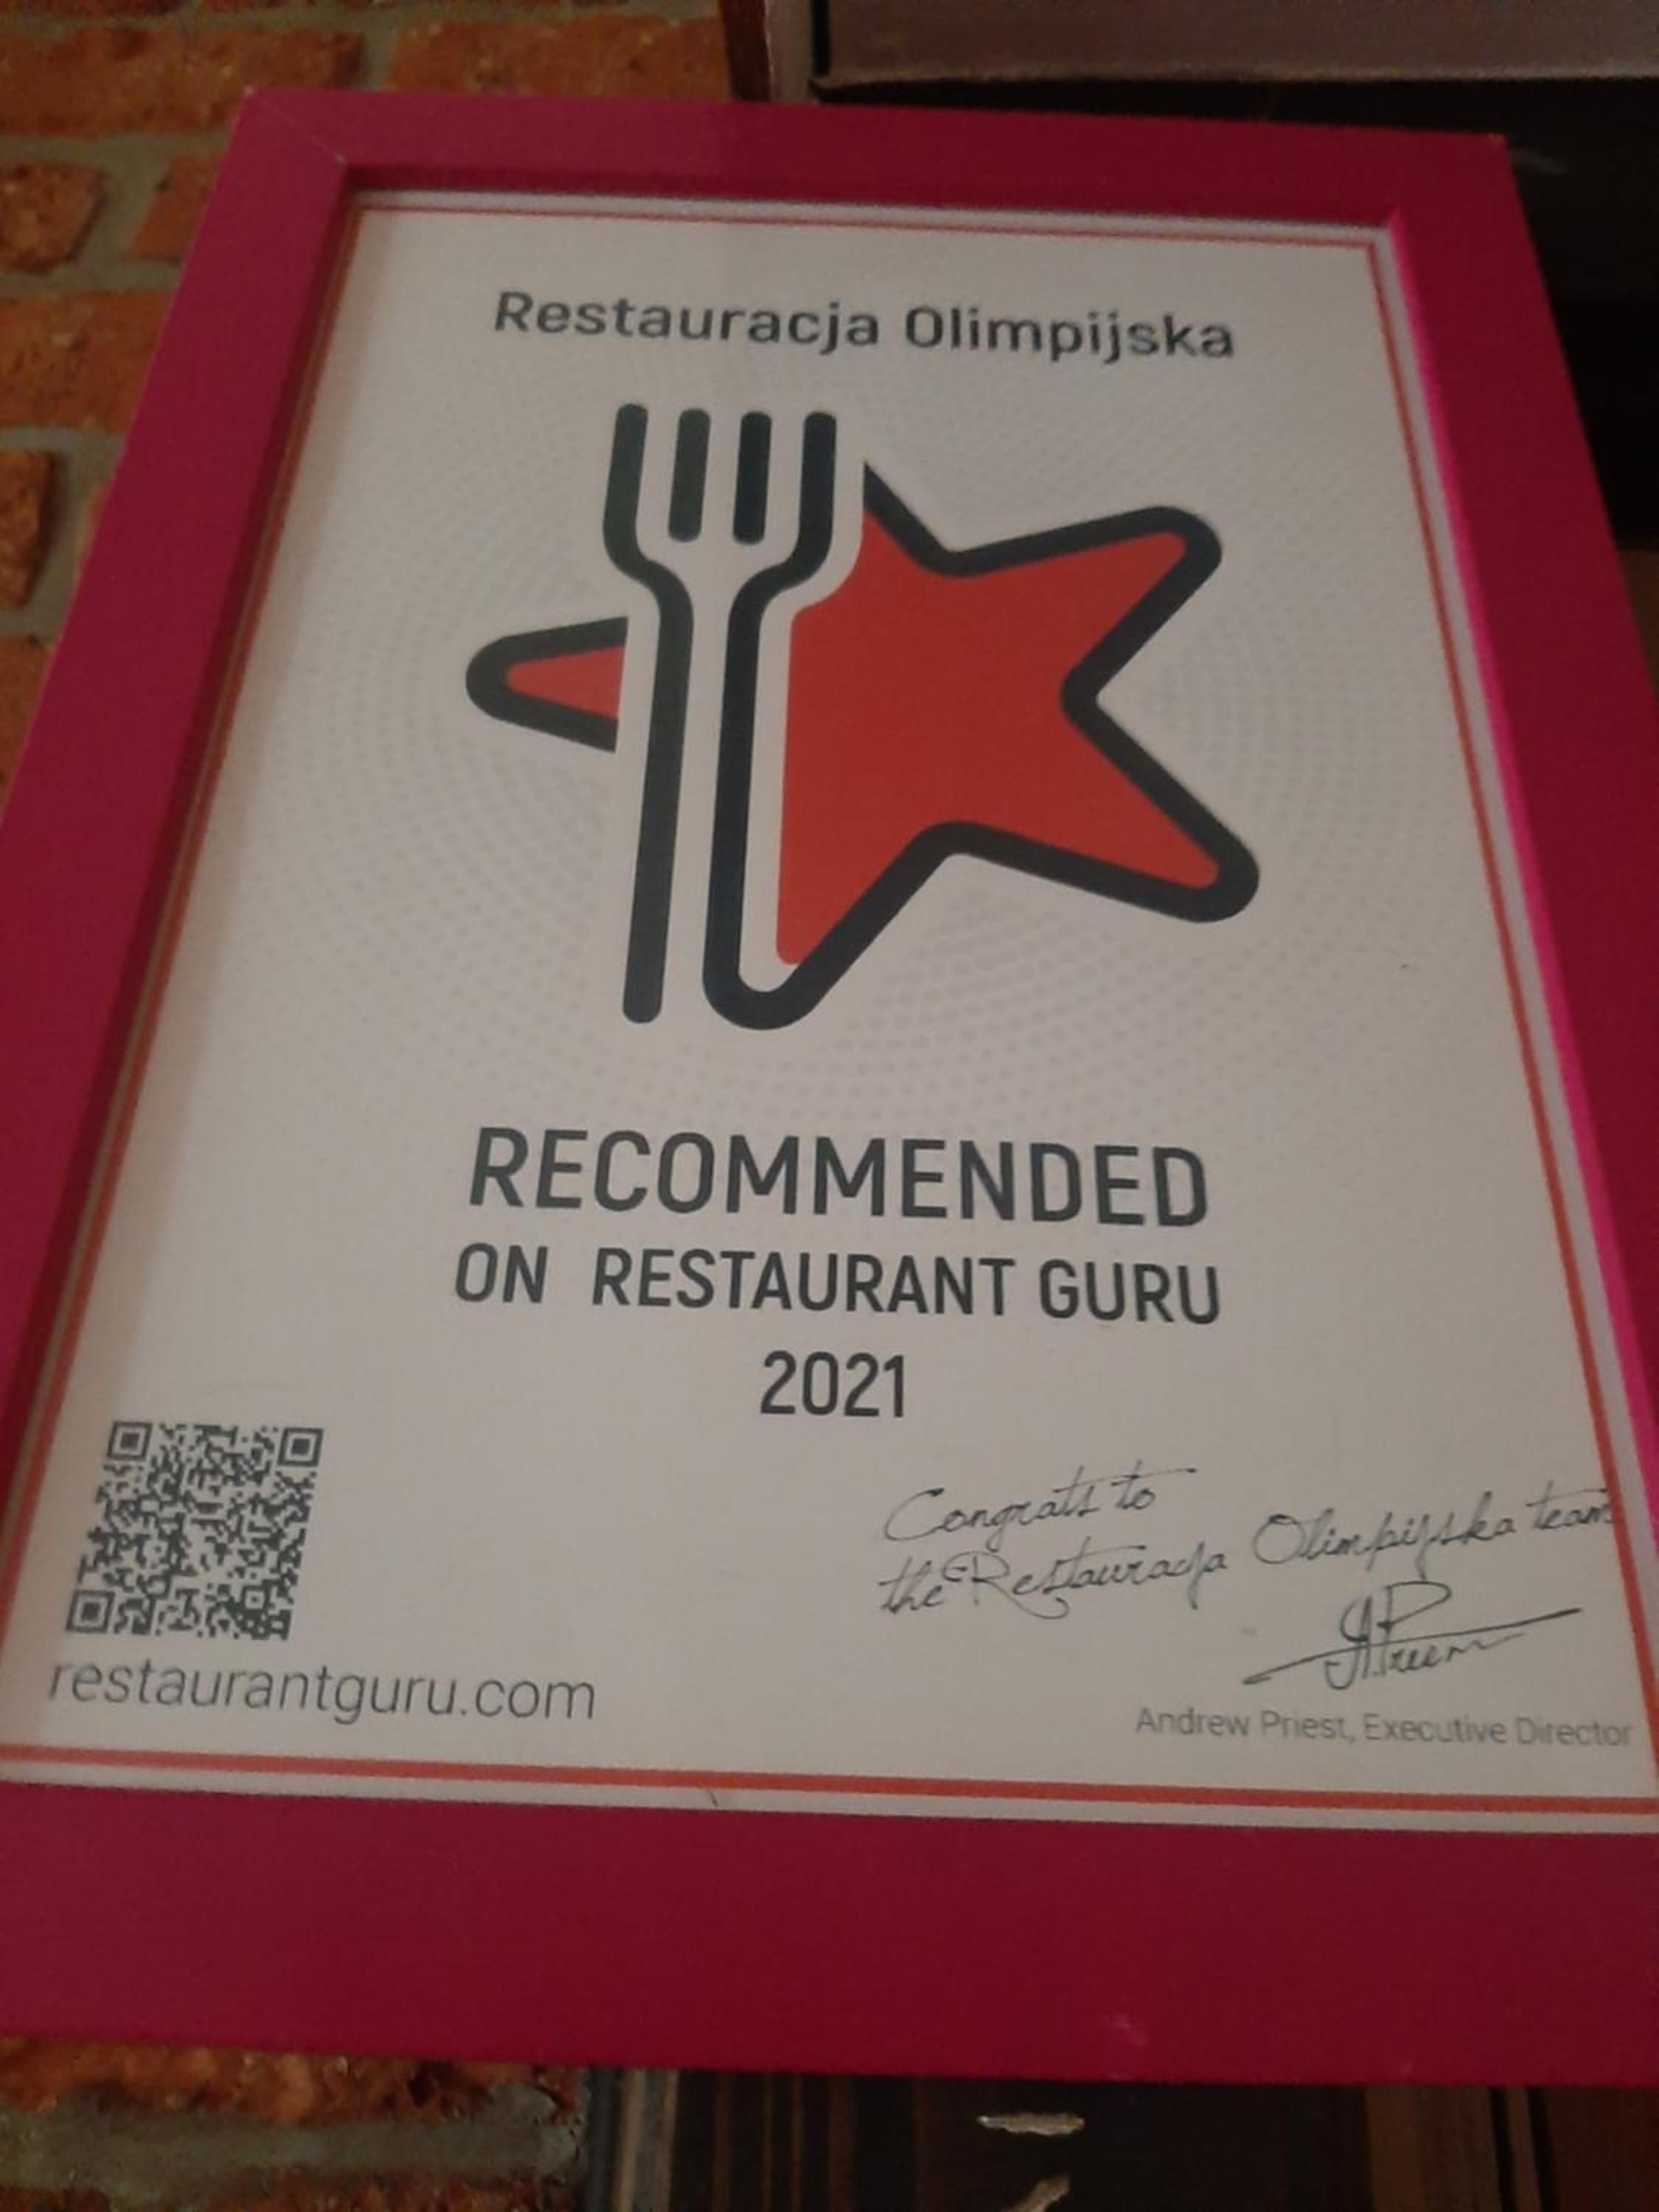 Restauracja Olimpijska
RECOMMENDED
ON RESTAURANT GURU
2021
Congrats to
the Restauracja Olimpijska team
restaurantguru.com
Andrew Priest, Executive Director